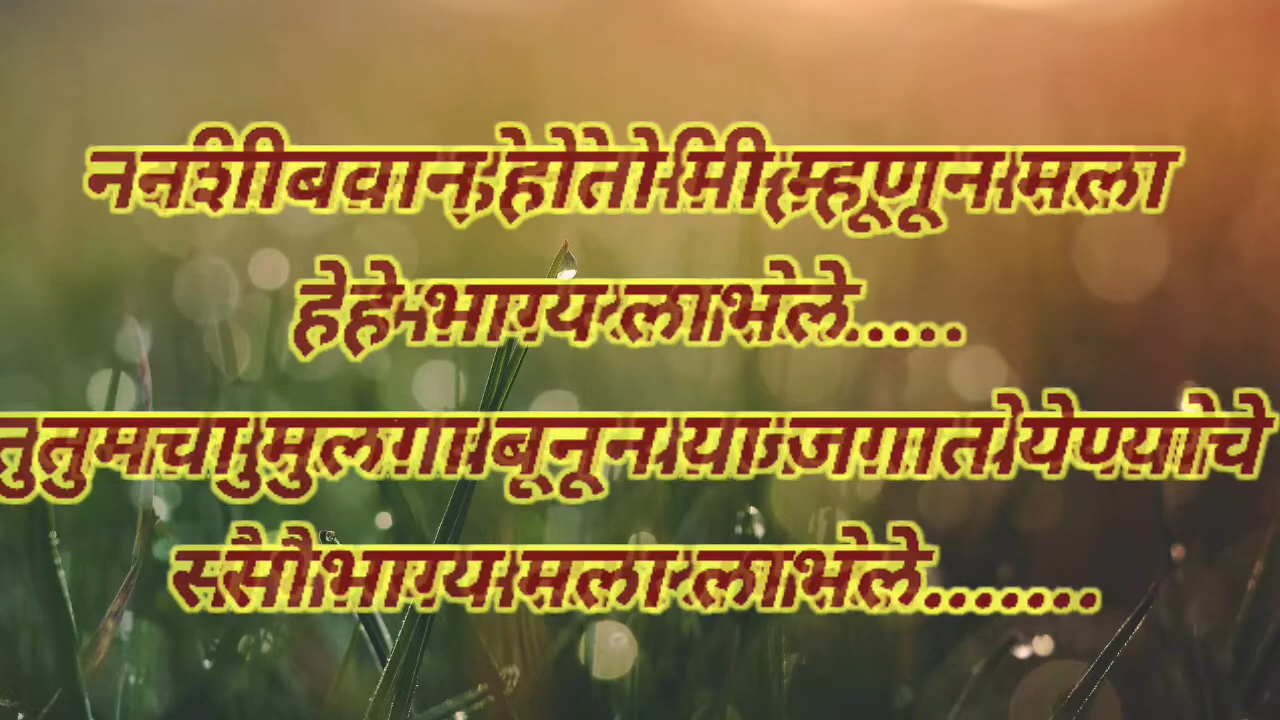 नशीबवान होतो मी म्हणून मला
हे भाग्य लाभले.....
तुमचा मुलगा बनून या जगात येण्याचे
सौभाग्य मला लाभले.......